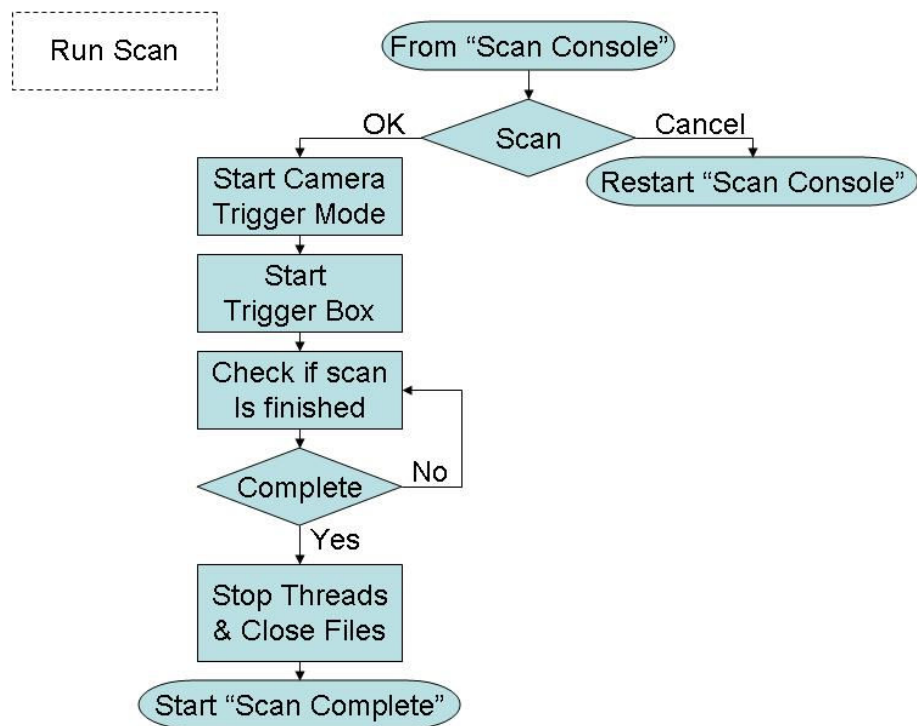 Run Scan
From “Scan Console”
Scan
OK
Cancel
Restart “Scan Console”
Start Camera
Trigger Mode
Start
Trigger Box
Check if scan
Is finished
Complete
No
Yes
Stop Threads
& Close Files
Start “Scan Complete”